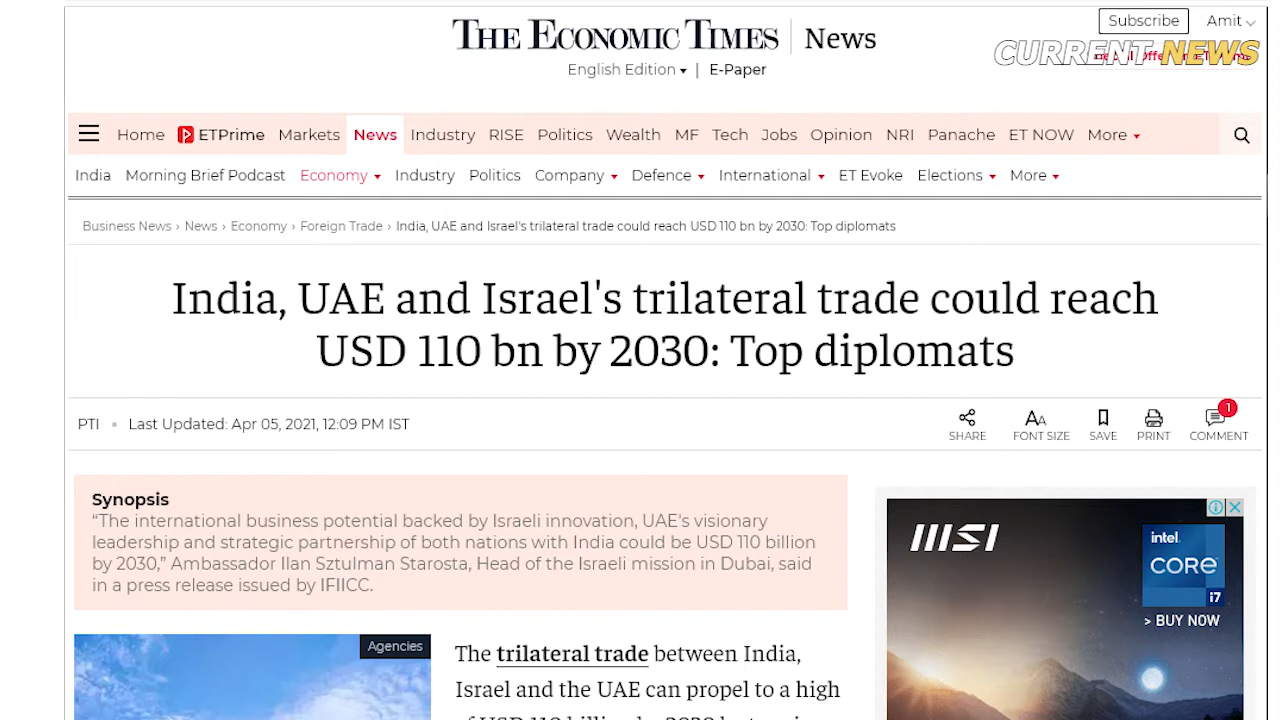 THE ECONOMIC TIMES | News
Subscribe
Amit
CURRENT NEWS
English Edition | E-Paper
Home ETPrime Markets News Industry RISE Politics Wealth MF Tech Jobs Opinion NRI Panache ET NOW More
India Morning Brief Podcast Economy Industry Politics Company Defence International ET Evoke Elections More
Business News › News › Economy › Foreign Trade › India, UAE and Israel's trilateral trade could reach USD 110 bn by 2030: Top diplomats
India, UAE and Israel's trilateral trade could reach
USD 110 bn by 2030: Top diplomats
PTI • Last Updated: Apr 05, 2021, 12:09 PM IST
1
SHARE FONT SIZE SAVE PRINT COMMENT
Synopsis
“The international business potential backed by Israeli innovation, UAE's visionary
leadership and strategic partnership of both nations with India could be USD 110 billion
by 2030,” Ambassador Ilan Sztulman Starosta, Head of the Israeli mission in Dubai, said
in a press release issued by IFIICC.
Agencies
The trilateral trade between India,
Israel and the UAE can propel to a high
of USD 110 billion by 2030
msi
intel.
CORE
i7
> BUY NOW